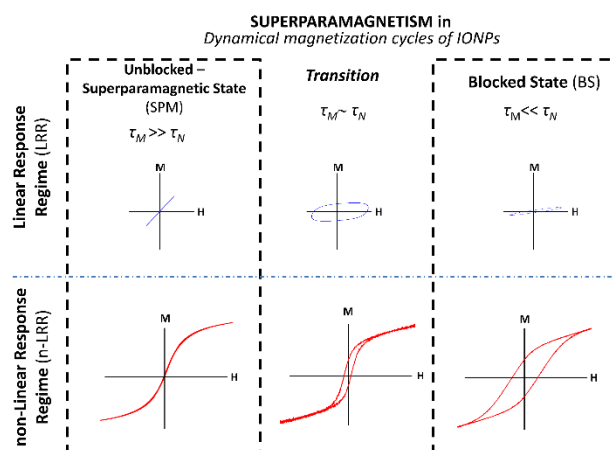 SUPERPARAMAGNETISM in
Dynamical magnetization cycles of IONPs
Unblocked –
Superparamagnetic State
(SPM)
τM >> τN
Transition
τM~ τN
Blocked State (BS)
τM<< τN
Linear Response
Regime (LRR)
M
H
M
H
M
H
non-Linear Response
Regime (n-LRR)
M
H
M
H
M
H